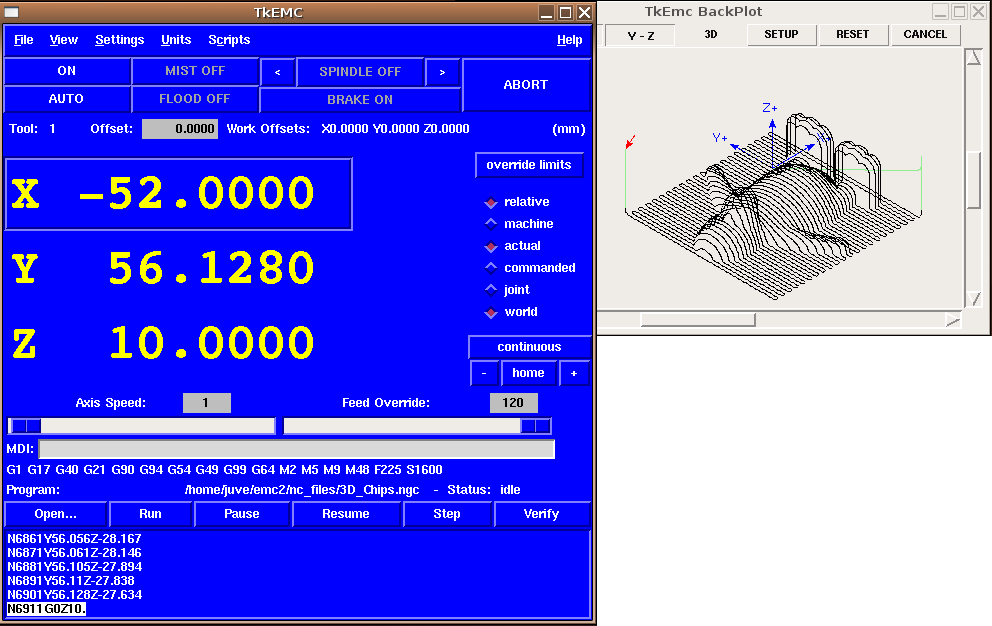 TkEMC
File View Settings Units Scripts Help
ON MIST OFF < SPINDLE OFF > ABORT
AUTO FLOOD OFF BRAKE ON
Tool: 1 Offset: 0.0000 Work Offsets: X0.0000 Y0.0000 Z0.0000 (mm)
override limits
X -52.0000
relative
machine
actual
Y 56.1280
commanded
joint
world
Z 10.0000
continuous
- home +
Axis Speed: 1 Feed Override: 120
MDI:
G1 G17 G40 G21 G90 G94 G54 G49 G99 G64 M2 M5 M9 M48 F225 S1600
Program: /home/juve/emc2/nc_files/3D_Chips.ngc - Status: idle
Open... Run Pause Resume Step Verify
N6861Y56.056Z-28.167
N6871Y56.061Z-28.146
N6881Y56.105Z-27.894
N6891Y56.11Z-27.838
N6901Y56.128Z-27.634
N6911G0Z10.
TkEmc BackPlot
Y - Z 3D SETUP RESET CANCEL
Z+
Y+